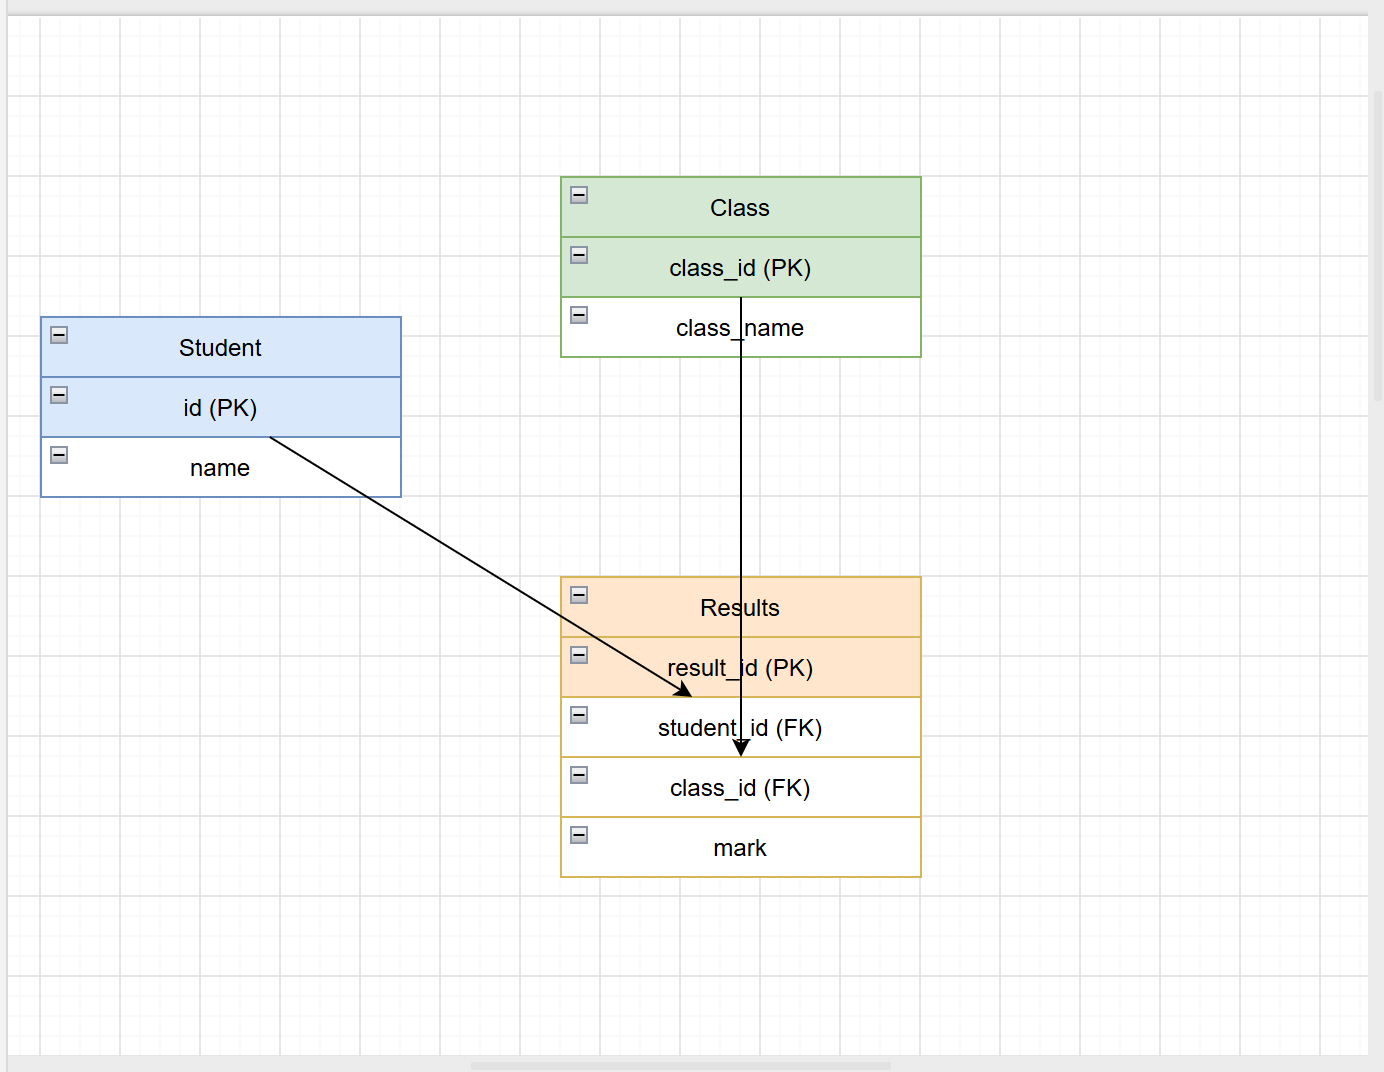 Class
class_id (PK)
class_name
Student
id (PK)
name
Results
result_id (PK)
student_id (FK)
class_id (FK)
mark